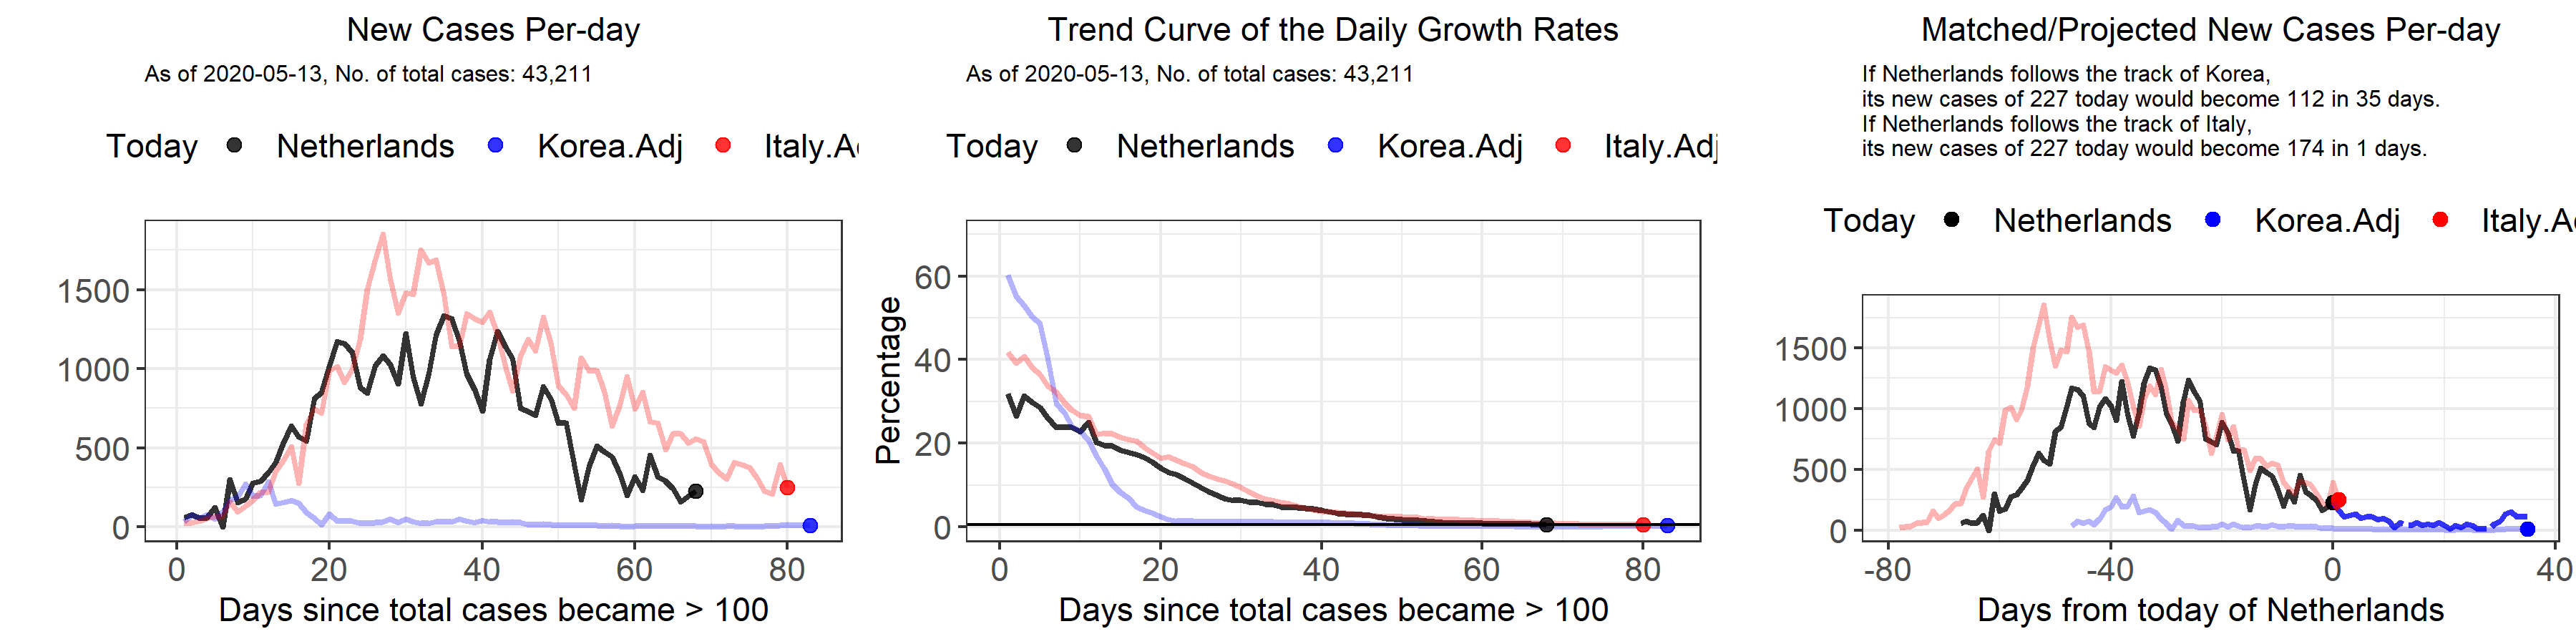 New Cases Per-day
As of 2020-05-13, No. of total cases: 43,211
Today Netherlands Korea.Adj Italy.A
1500
1000
500
0
0 20 40 60 80
Days since total cases became > 100
Trend Curve of the Daily Growth Rates
As of 2020-05-13, No. of total cases: 43,211
Today Netherlands Korea.Adj Italy.Adj
Percentage
60
40
20
0
0 20 40 60 80
Days since total cases became > 100
Matched/Projected New Cases Per-day
If Netherlands follows the track of Korea,
its new cases of 227 today would become 112 in 35 days.
If Netherlands follows the track of Italy,
its new cases of 227 today would become 174 in 1 days.
Today Netherlands Korea.Adj Italy.A
1500
1000
500
0
-80 -40 0 40
Days from today of Netherlands